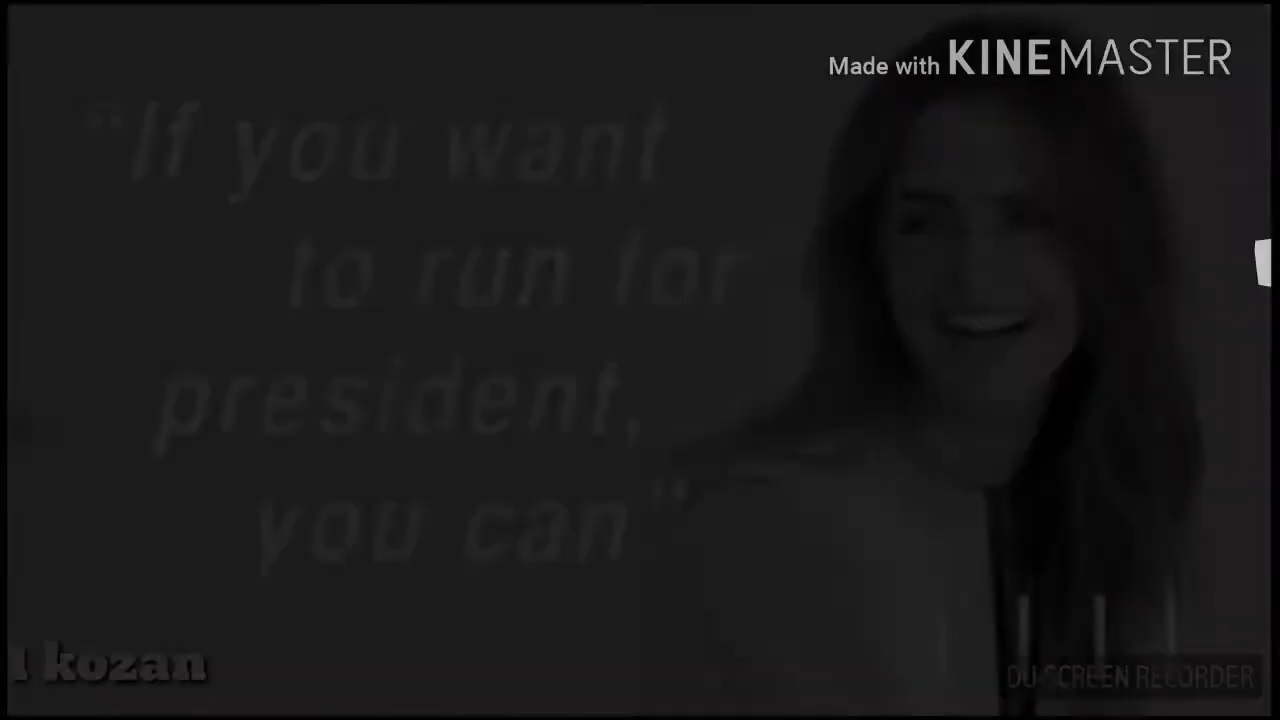 Made with KINEMASTER
"If you want
to run for
president,
you can"
l kozan
DU SCREEN RECORDER